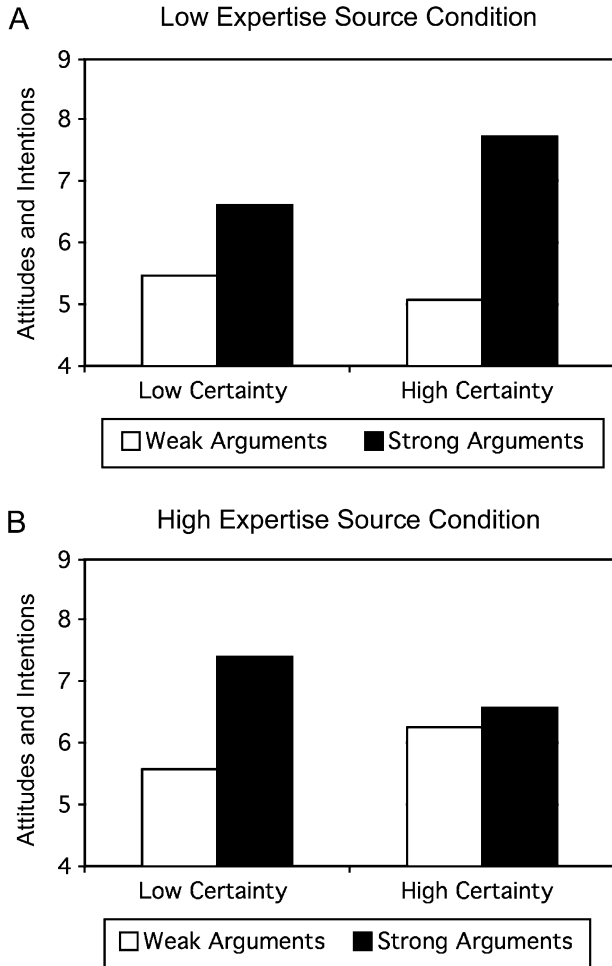 A
Low Expertise Source Condition
9
8
7
6
5
4
Attitudes and Intentions
Low Certainty
High Certainty
Weak Arguments
Strong Arguments
B
High Expertise Source Condition
9
8
7
6
5
4
Attitudes and Intentions
Low Certainty
High Certainty
Weak Arguments
Strong Arguments